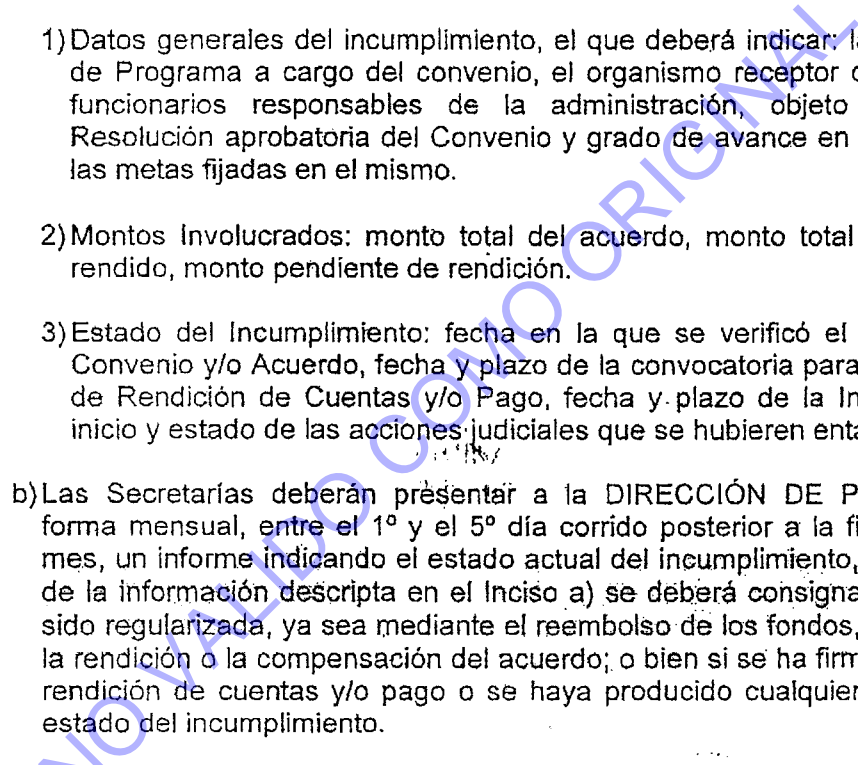 1) Datos generales del incumplimiento, el que deberá indicar:
de Programa a cargo del convenio, el organismo receptor
funcionarios responsables de la administración, objeto
Resolución aprobatoria del Convenio y grado de avance en
las metas fijadas en el mismo.
2) Montos Involucrados: monto total del acuerdo, monto total
rendido, monto pendiente de rendición.
3) Estado del Incumplimiento: fecha en la que se verificó el
Convenio y/o Acuerdo, fecha y plazo de la convocatoria para
de Rendición de Cuentas y/o Pago, fecha y plazo de la
inicio y estado de las acciones judiciales que se hubieren
b) Las Secretarías deberán presentar a la DIRECCIÓN DE
forma mensual, entre el 1º y el 5º día corrido posterior a la
mes, un informe indicando el estado actual del incumplimiento,
de la información descripta en el Inciso a) se deberá
sido regularizada, ya sea mediante el reembolso de los fondos,
la rendición o la compensación del acuerdo; o bien si se ha
rendición de cuentas y/o pago o se haya producido
estado del incumplimiento.
NO VALIDO COMO ORIGINAL